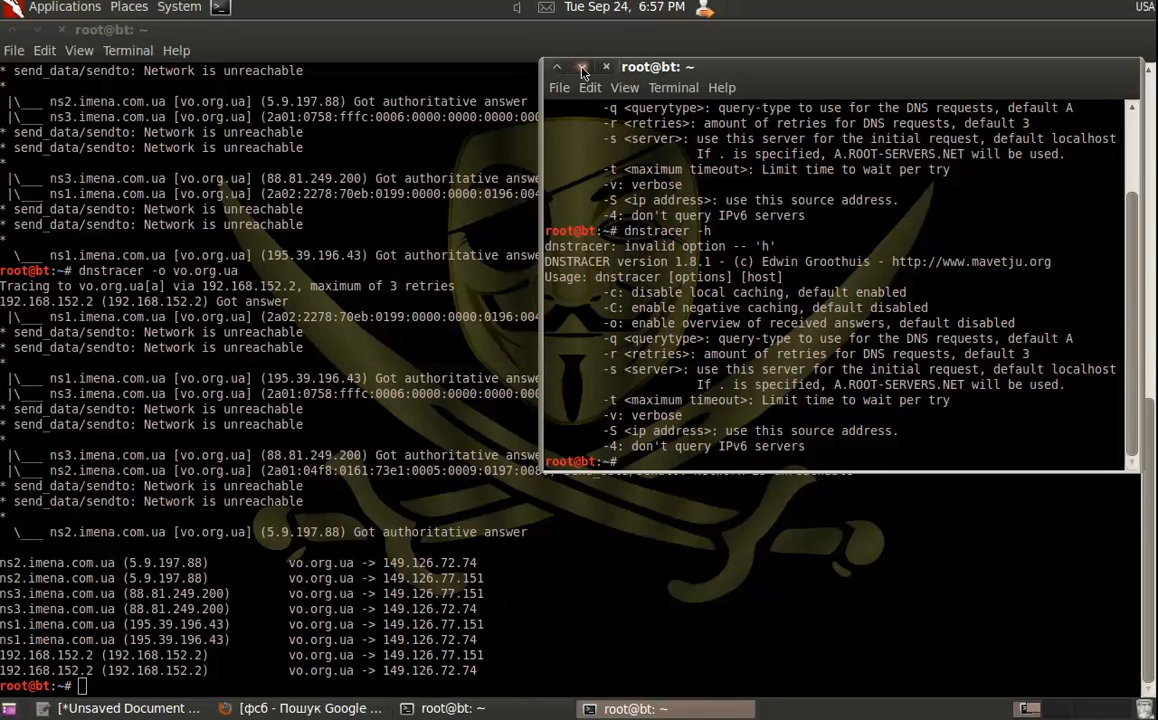 Applications Places System
Tue Sep 24, 6:57 PM
USA
root@bt: ~
File Edit View Terminal Help
* send_data/sendto: Network is unreachable
*
|\___ ns2.imena.com.ua [vo.org.ua] (5.9.197.88) Got authoritative answer
|\___ ns3.imena.com.ua [vo.org.ua] (2a01:0758:fffc:0006:0000:0000:000
* send_data/sendto: Network is unreachable
* send_data/sendto: Network is unreachable
*
|\___ ns3.imena.com.ua [vo.org.ua] (88.81.249.200) Got authoritative answ
|\___ ns1.imena.com.ua [vo.org.ua] (2a02:2278:70eb:0199:0000:0000:0196:004
* send_data/sendto: Network is unreachable
* send_data/sendto: Network is unreachable
*
\___ ns1.imena.com.ua [vo.org.ua] (195.39.196.43) Got authoritative answ
root@bt:~# dnstracer -o vo.org.ua
Tracing to vo.org.ua[a] via 192.168.152.2, maximum of 3 retries
192.168.152.2 (192.168.152.2) Got answer
|\___ ns1.imena.com.ua [vo.org.ua] (2a02:2278:70eb:0199:0000:0000:0196:004
* send_data/sendto: Network is unreachable
* send_data/sendto: Network is unreachable
*
|\___ ns1.imena.com.ua [vo.org.ua] (195.39.196.43) Got authoritative answe
|\___ ns3.imena.com.ua [vo.org.ua] (2a01:0758:fffc:0006:0000:0000:000
* send_data/sendto: Network is unreachable
* send_data/sendto: Network is unreachable
*
|\___ ns3.imena.com.ua [vo.org.ua] (88.81.249.200) Got authoritative answe
|\___ ns2.imena.com.ua [vo.org.ua] (2a01:04f8:0161:73e1:0005:0009:0197:008
* send_data/sendto: Network is unreachable
* send_data/sendto: Network is unreachable
*
\___ ns2.imena.com.ua [vo.org.ua] (5.9.197.88) Got authoritative answer
ns2.imena.com.ua (5.9.197.88) vo.org.ua -> 149.126.72.74
ns2.imena.com.ua (5.9.197.88) vo.org.ua -> 149.126.77.151
ns3.imena.com.ua (88.81.249.200) vo.org.ua -> 149.126.77.151
ns3.imena.com.ua (88.81.249.200) vo.org.ua -> 149.126.72.74
ns1.imena.com.ua (195.39.196.43) vo.org.ua -> 149.126.77.151
ns1.imena.com.ua (195.39.196.43) vo.org.ua -> 149.126.72.74
192.168.152.2 (192.168.152.2) vo.org.ua -> 149.126.77.151
192.168.152.2 (192.168.152.2) vo.org.ua -> 149.126.72.74
root@bt:~#
root@bt: ~
File Edit View Terminal Help
-q <querytype>: query-type to use for the DNS requests, default A
-r <retries>: amount of retries for DNS requests, default 3
-s <server>: use this server for the initial request, default localhost
If . is specified, A.ROOT-SERVERS.NET will be used.
-t <maximum timeout>: Limit time to wait per try
-v: verbose
-S <ip address>: use this source address.
-4: don't query IPv6 servers
root@bt:~# dnstracer -h
dnstracer: invalid option -- 'h'
DNSTRACER version 1.8.1 - (c) Edwin Groothuis - http://www.mavetju.org
Usage: dnstracer [options] [host]
-c: disable local caching, default enabled
-C: enable negative caching, default disabled
-o: enable overview of received answers, default disabled
-q <querytype>: query-type to use for the DNS requests, default A
-r <retries>: amount of retries for DNS requests, default 3
-s <server>: use this server for the initial request, default localhost
If . is specified, A.ROOT-SERVERS.NET will be used.
-t <maximum timeout>: Limit time to wait per try
-v: verbose
-S <ip address>: use this source address.
-4: don't query IPv6 servers
root@bt:~#
[*Unsaved Document ...
[фсб - Пошук Google ...
root@bt: ~
root@bt: ~